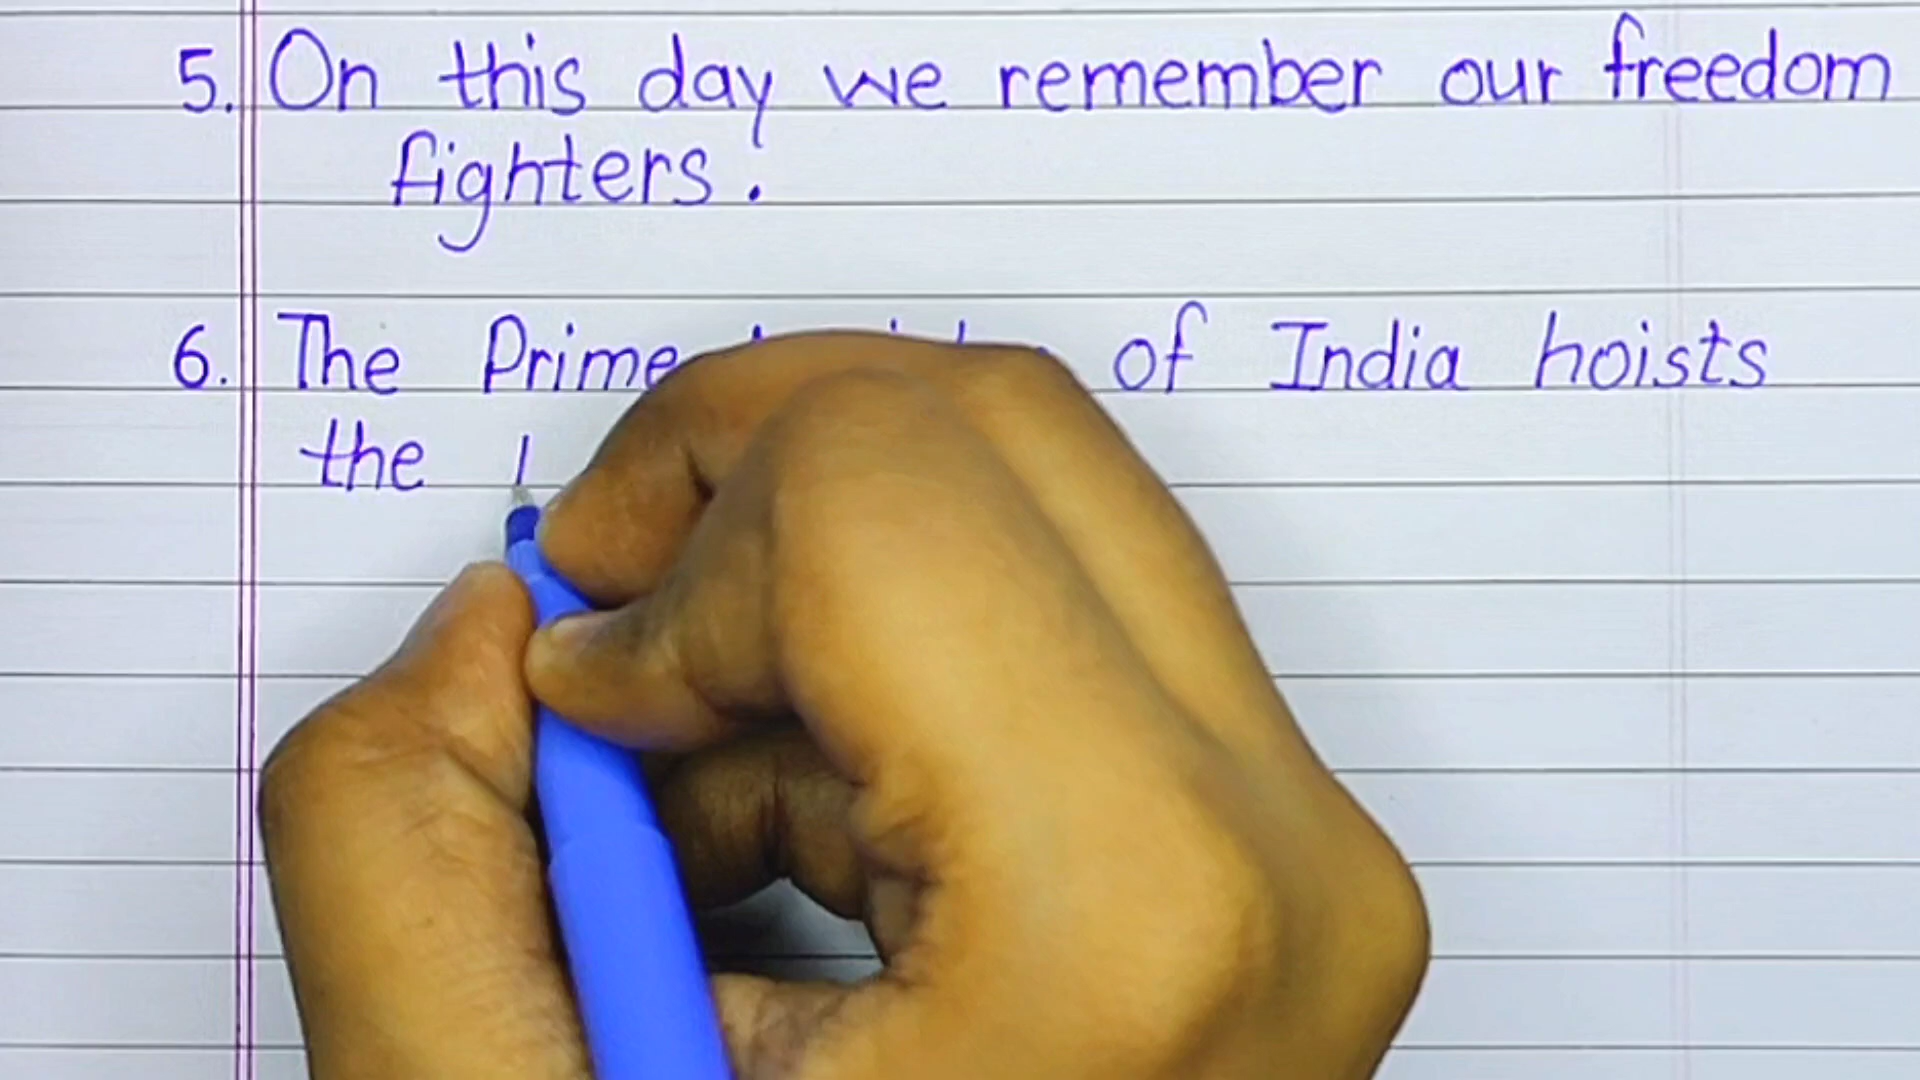 5. On this day we remember our freedom
fighters.
6. The Prime of India hoists
the